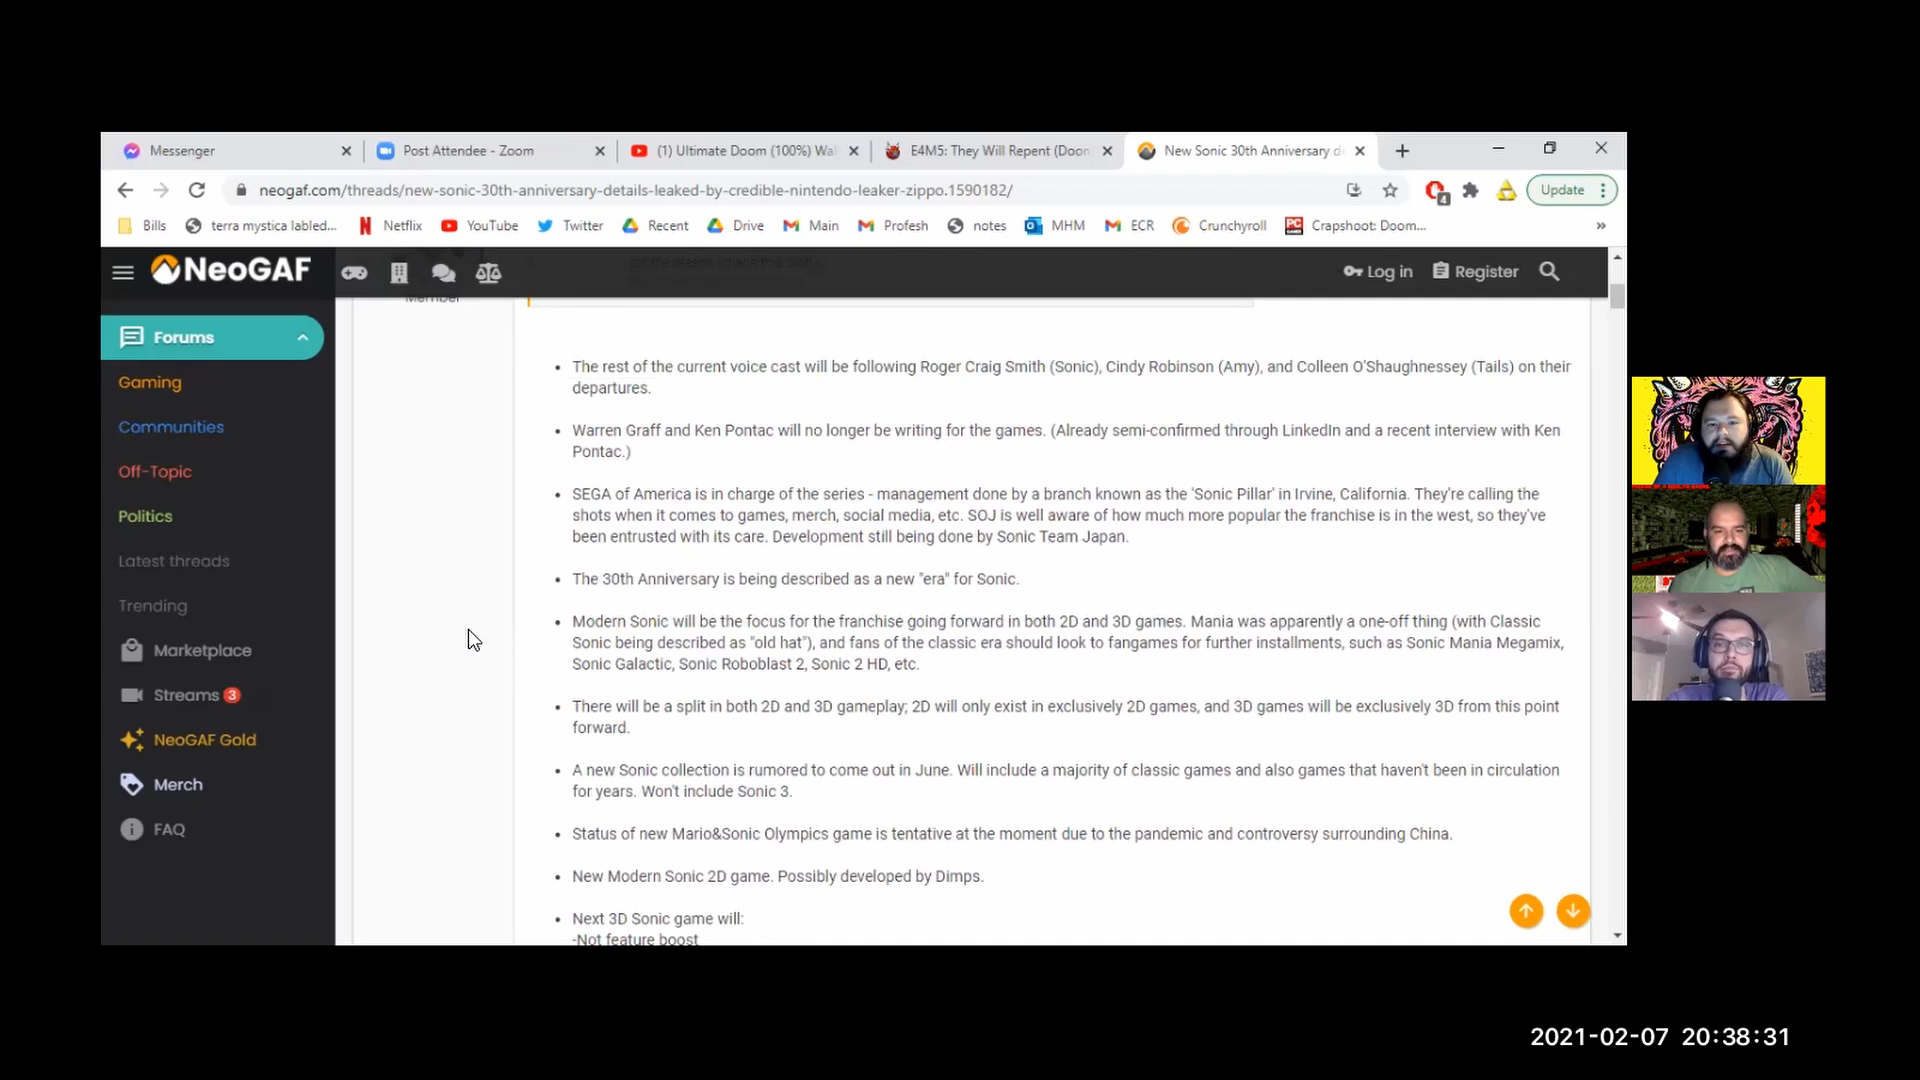 Messenger
Post Attendee - Zoom
(1) Ultimate Doom (100%) Wal
E4M5: They Will Repent (Doom
New Sonic 30th Anniversary d
neogaf.com/threads/new-sonic-30th-anniversary-details-leaked-by-credible-nintendo-leaker-zippo.1590182/
4
Update
Bills
terra mystica labled...
Netflix
YouTube
Twitter
Recent
Drive
Main
Profesh
notes
MHM
ECR
Crunchyroll
Crapshoot: Doom...
»
NeoGAF
Log in
Register
Member
Forums
Gaming
Communities
Off-Topic
Politics
Latest threads
Trending
Marketplace
Streams 3
NeoGAF Gold
Merch
FAQ
• The rest of the current voice cast will be following Roger Craig Smith (Sonic), Cindy Robinson (Amy), and Colleen O'Shaughnessey (Tails) on their
departures.
• Warren Graff and Ken Pontac will no longer be writing for the games. (Already semi-confirmed through LinkedIn and a recent interview with Ken
Pontac.)
• SEGA of America is in charge of the series - management done by a branch known as the 'Sonic Pillar' in Irvine, California. They're calling the
shots when it comes to games, merch, social media, etc. SOJ is well aware of how much more popular the franchise is in the west, so they've
been entrusted with its care. Development still being done by Sonic Team Japan.
• The 30th Anniversary is being described as a new "era" for Sonic.
• Modern Sonic will be the focus for the franchise going forward in both 2D and 3D games. Mania was apparently a one-off thing (with Classic
Sonic being described as "old hat"), and fans of the classic era should look to fangames for further installments, such as Sonic Mania Megamix,
Sonic Galactic, Sonic Roboblast 2, Sonic 2 HD, etc.
• There will be a split in both 2D and 3D gameplay; 2D will only exist in exclusively 2D games, and 3D games will be exclusively 3D from this point
forward.
• A new Sonic collection is rumored to come out in June. Will include a majority of classic games and also games that haven't been in circulation
for years. Won't include Sonic 3.
• Status of new Mario&Sonic Olympics game is tentative at the moment due to the pandemic and controversy surrounding China.
• New Modern Sonic 2D game. Possibly developed by Dimps.
• Next 3D Sonic game will:
-Not feature boost
2021-02-07 20:38:31